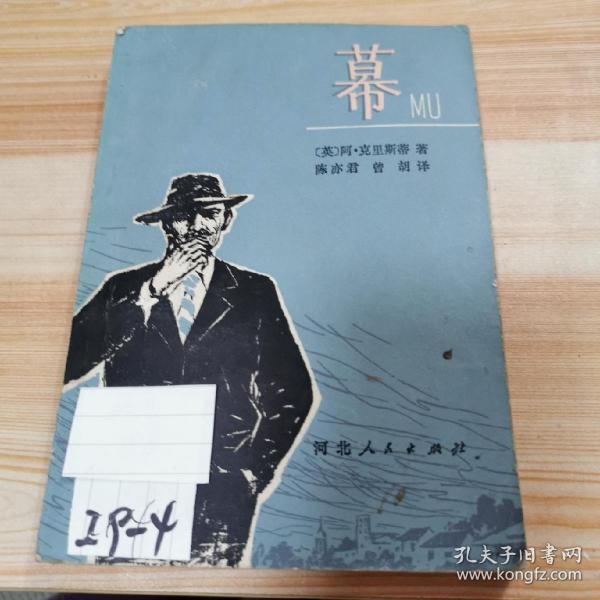 幕
MU
〔英〕阿·克里斯蒂 著
陈亦君 曾胡 译
河北人民出版社
IP-4
孔夫子旧书网
www.kongfz.com